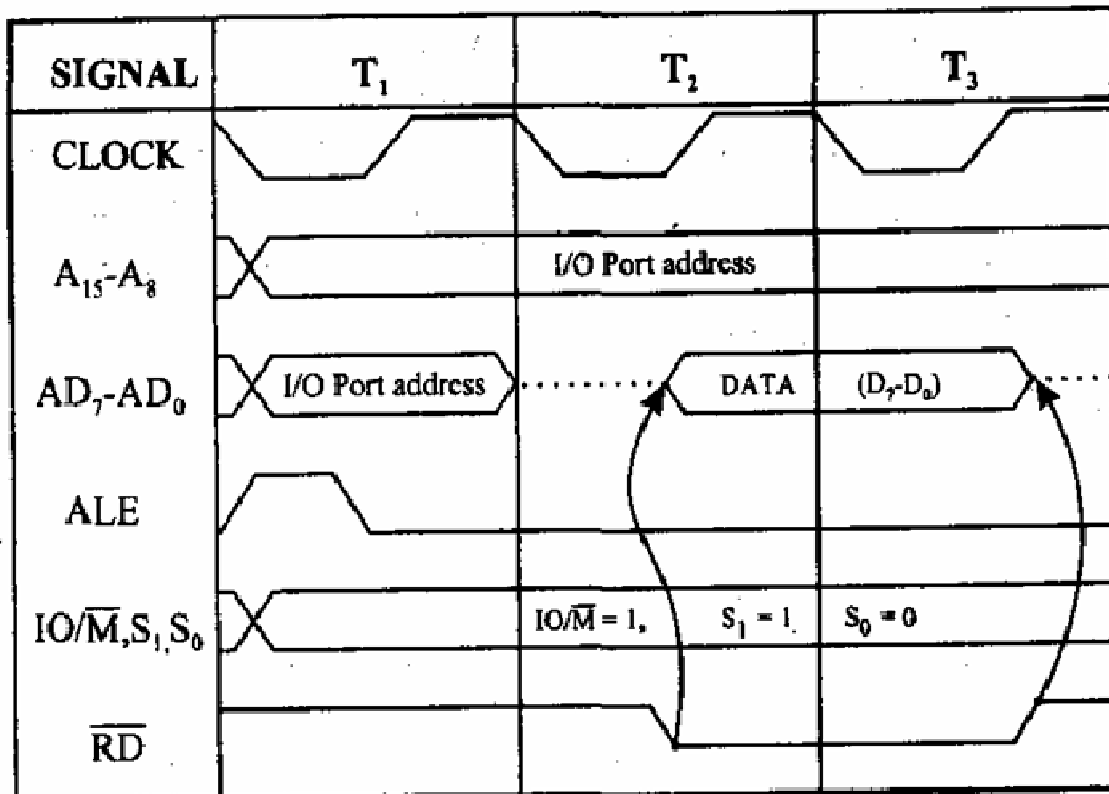 SIGNAL T₁ T₂ T₃
CLOCK
A₁₅-A₈ I/O Port address
AD₇-AD₀ I/O Port address DATA (D₇-D₀)
ALE
IO/M̅,S₁,S₀ IO/M̅ = 1, S₁ = 1 S₀ = 0
R̅D̅